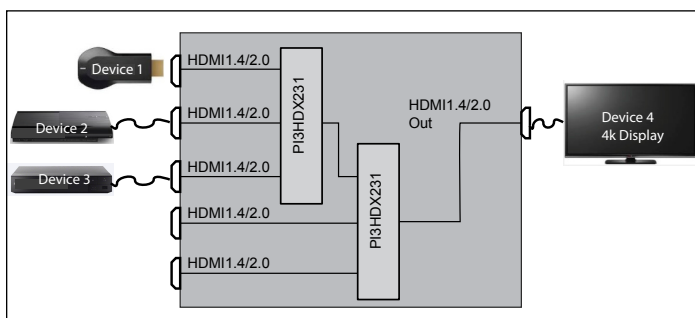 Device 1
HDMI1.4/2.0
Device 2
HDMI1.4/2.0
Device 3
HDMI1.4/2.0
HDMI1.4/2.0
HDMI1.4/2.0
PI3HDX231
PI3HDX231
HDMI1.4/2.0
Out
Device 4
4k Display